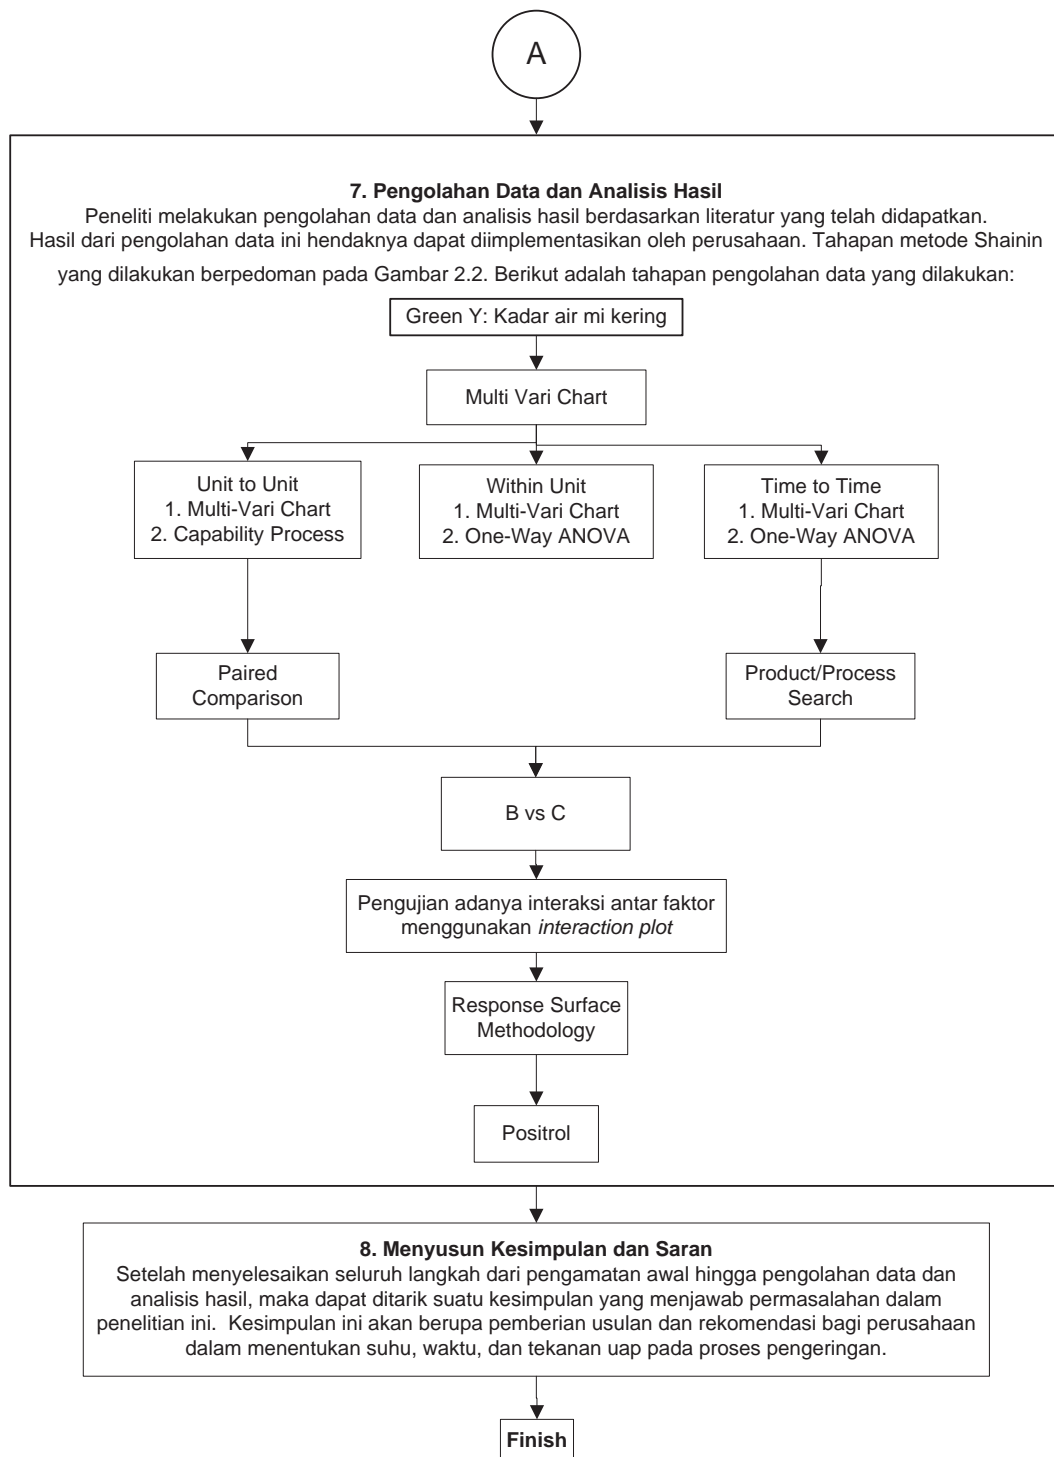 A
7. Pengolahan Data dan Analisis Hasil
Peneliti melakukan pengolahan data dan analisis hasil berdasarkan literatur yang telah didapatkan.
Hasil dari pengolahan data ini hendaknya dapat diimplementasikan oleh perusahaan. Tahapan metode Shainin
yang dilakukan berpedoman pada Gambar 2.2. Berikut adalah tahapan pengolahan data yang dilakukan:
Green Y: Kadar air mi kering
Multi Vari Chart
Unit to Unit
1. Multi-Vari Chart
2. Capability Process
Within Unit
1. Multi-Vari Chart
2. One-Way ANOVA
Time to Time
1. Multi-Vari Chart
2. One-Way ANOVA
Paired
Comparison
Product/Process
Search
B vs C
Pengujian adanya interaksi antar faktor
menggunakan interaction plot
Response Surface
Methodology
Positrol
8. Menyusun Kesimpulan dan Saran
Setelah menyelesaikan seluruh langkah dari pengamatan awal hingga pengolahan data dan
analisis hasil, maka dapat ditarik suatu kesimpulan yang menjawab permasalahan dalam
penelitian ini.  Kesimpulan ini akan berupa pemberian usulan dan rekomendasi bagi perusahaan
dalam menentukan suhu, waktu, dan tekanan uap pada proses pengeringan.
Finish